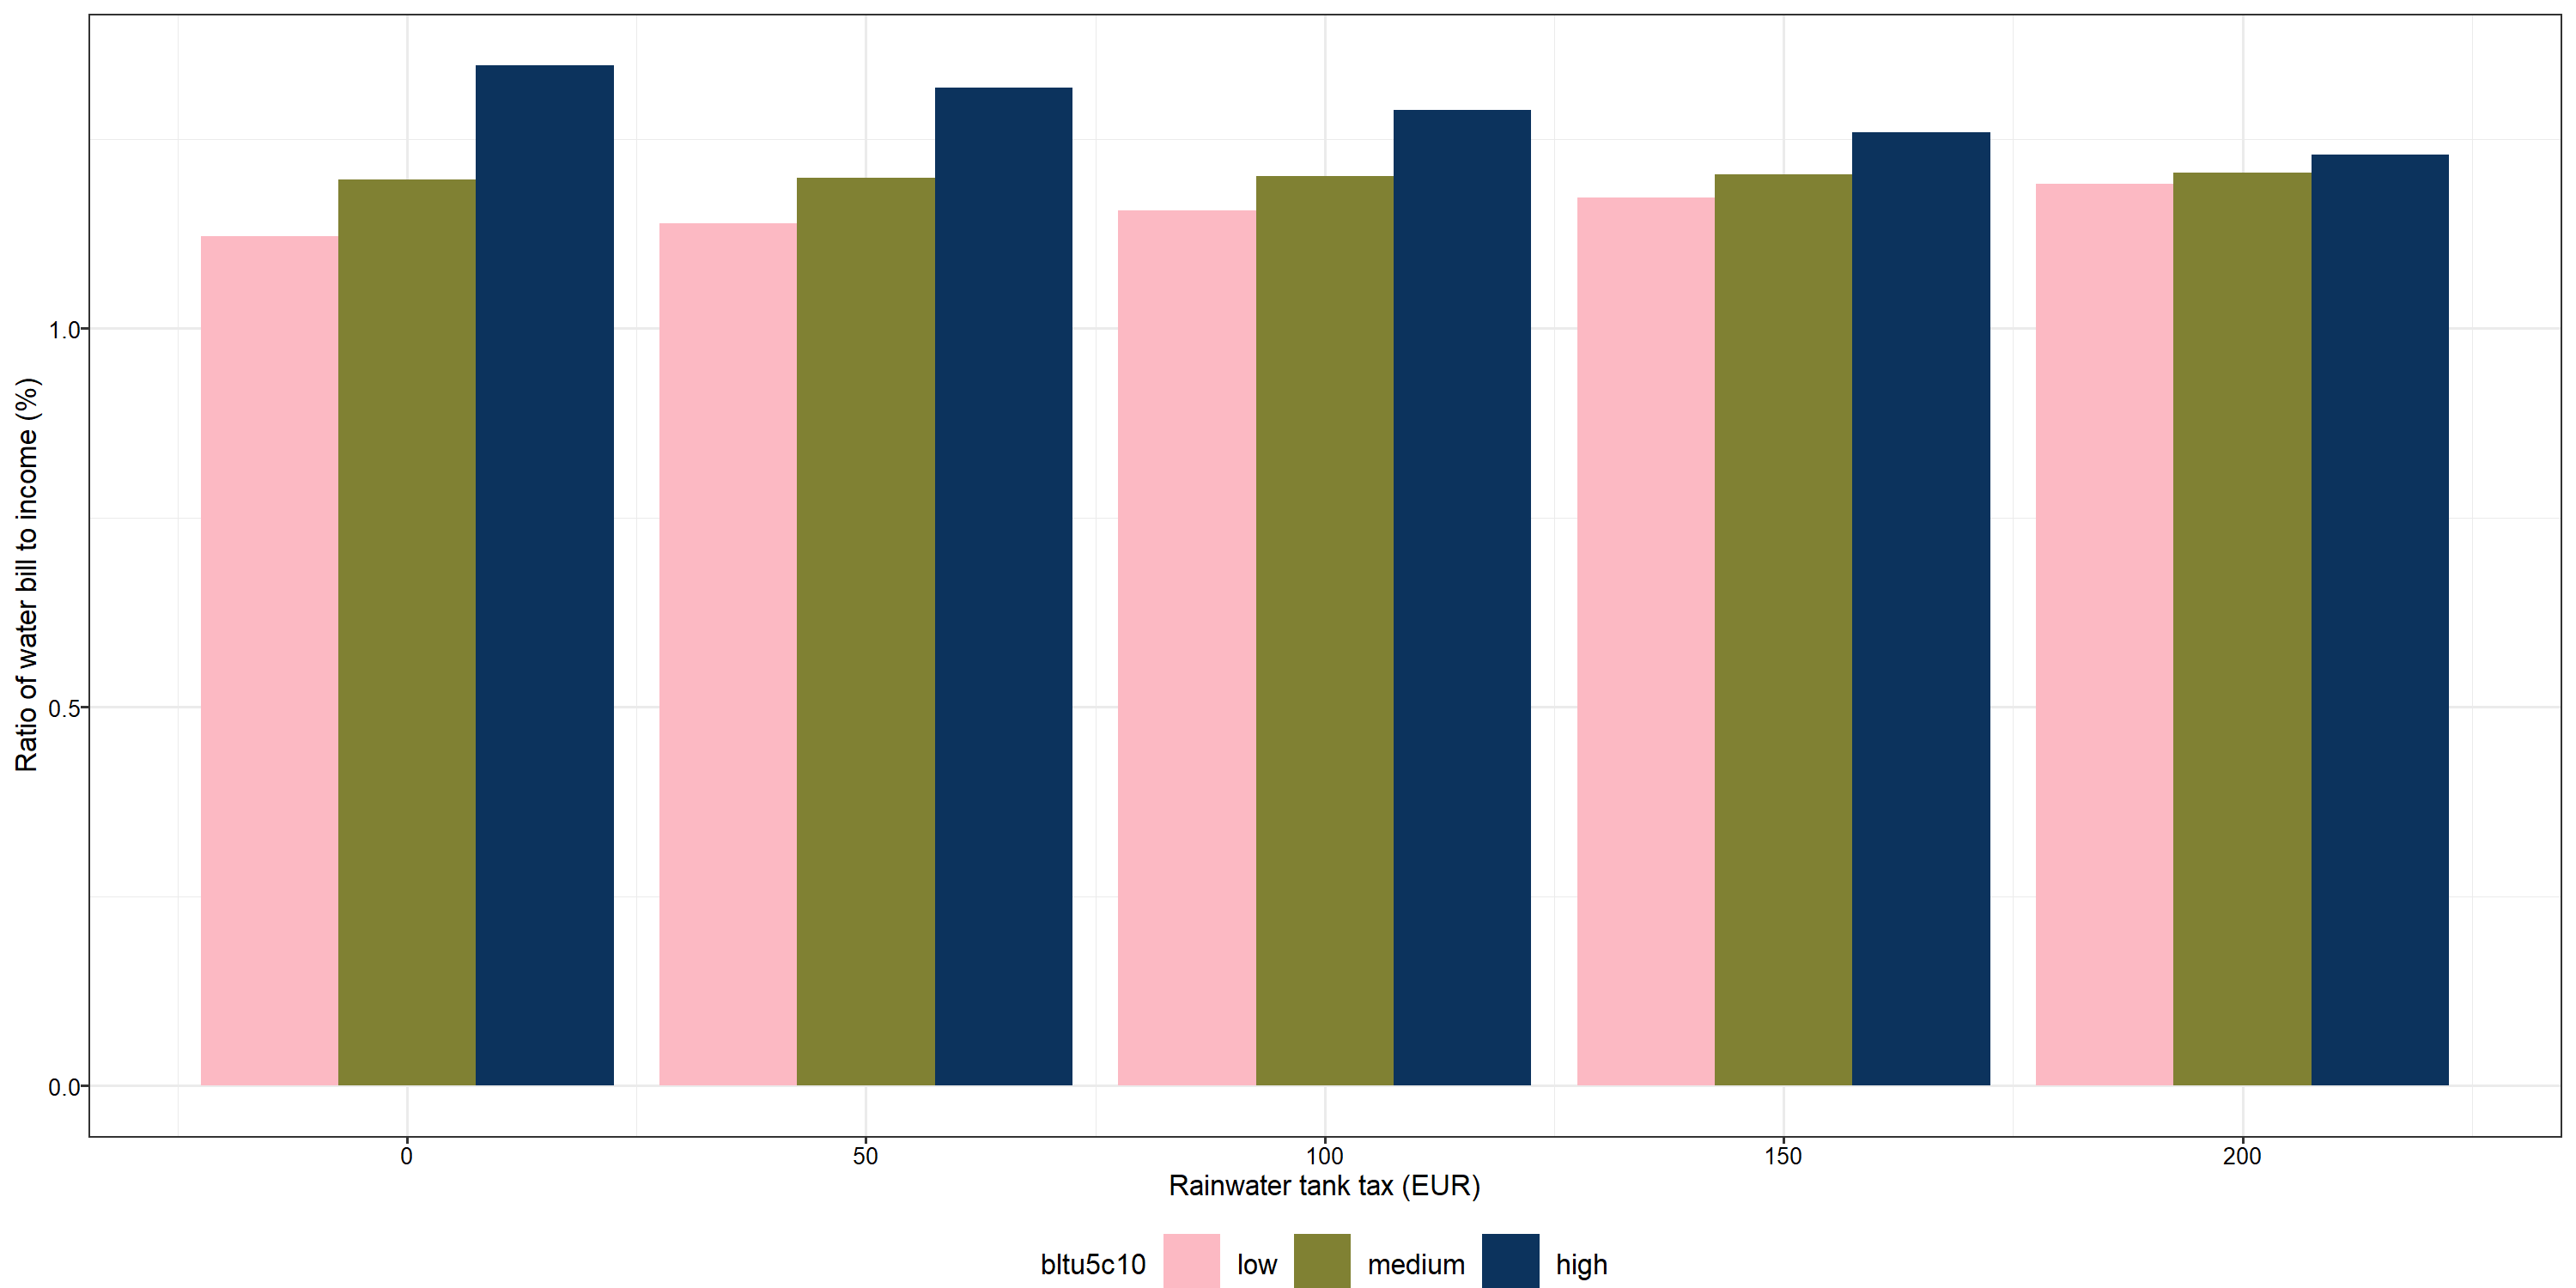 Ratio of water bill to income (%)
1.0
0.5
0.0
0 50 100 150 200
Rainwater tank tax (EUR)
bltu5c10 low medium high